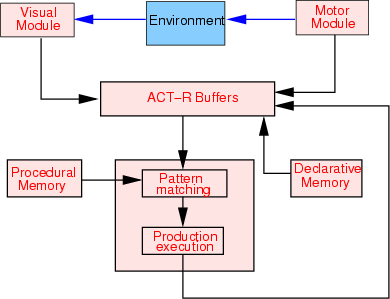 Visual
Module
Environment
Motor
Module
ACT-R Buffers
Procedural
Memory
Pattern
matching
Declarative
Memory
Production
execution